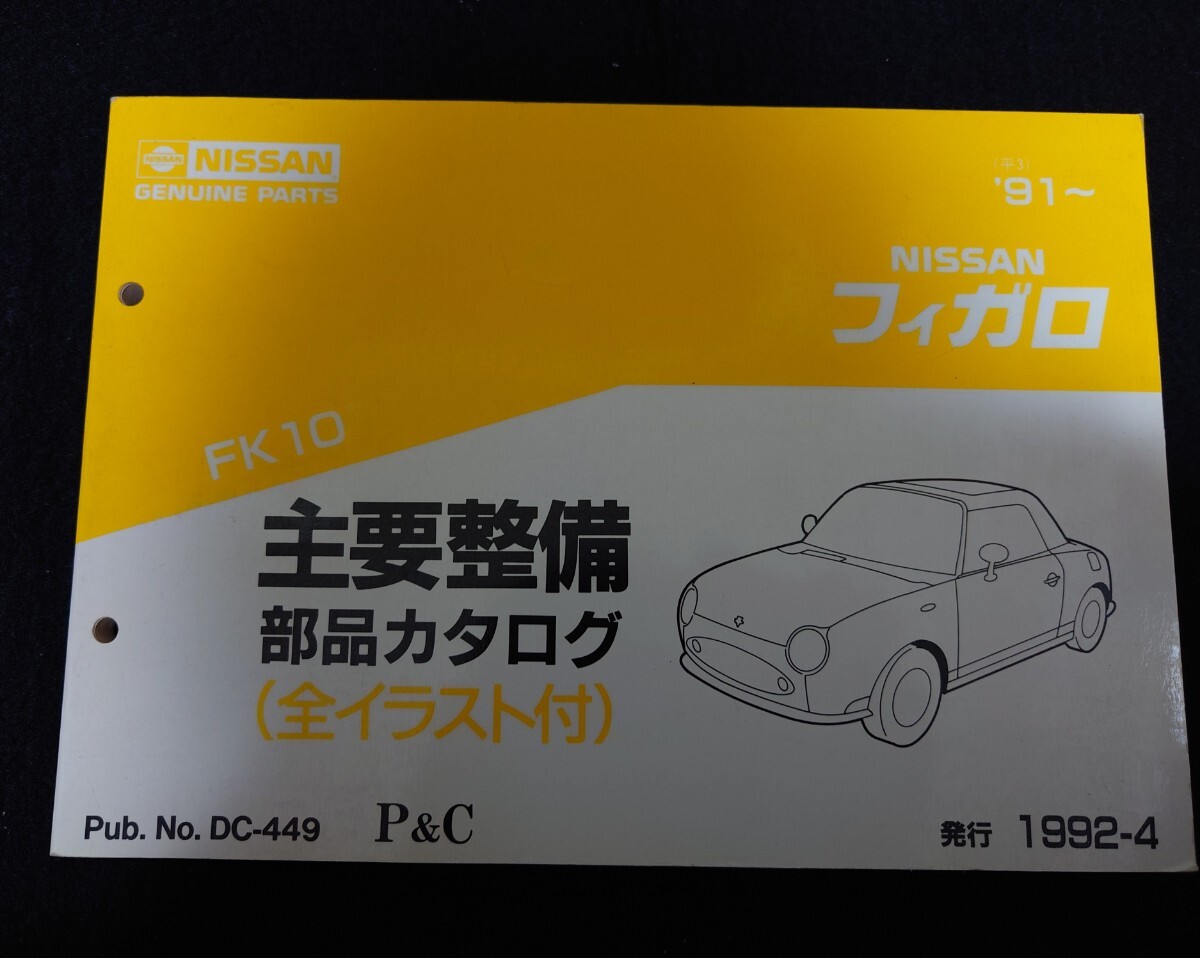 NISSAN NISSAN
GENUINE PARTS
(平3)
'91～
NISSAN
フィガロ
FK10
主要整備
部品カタログ
(全イラスト付)
Pub. No. DC-449 P&C
発行 1992-4